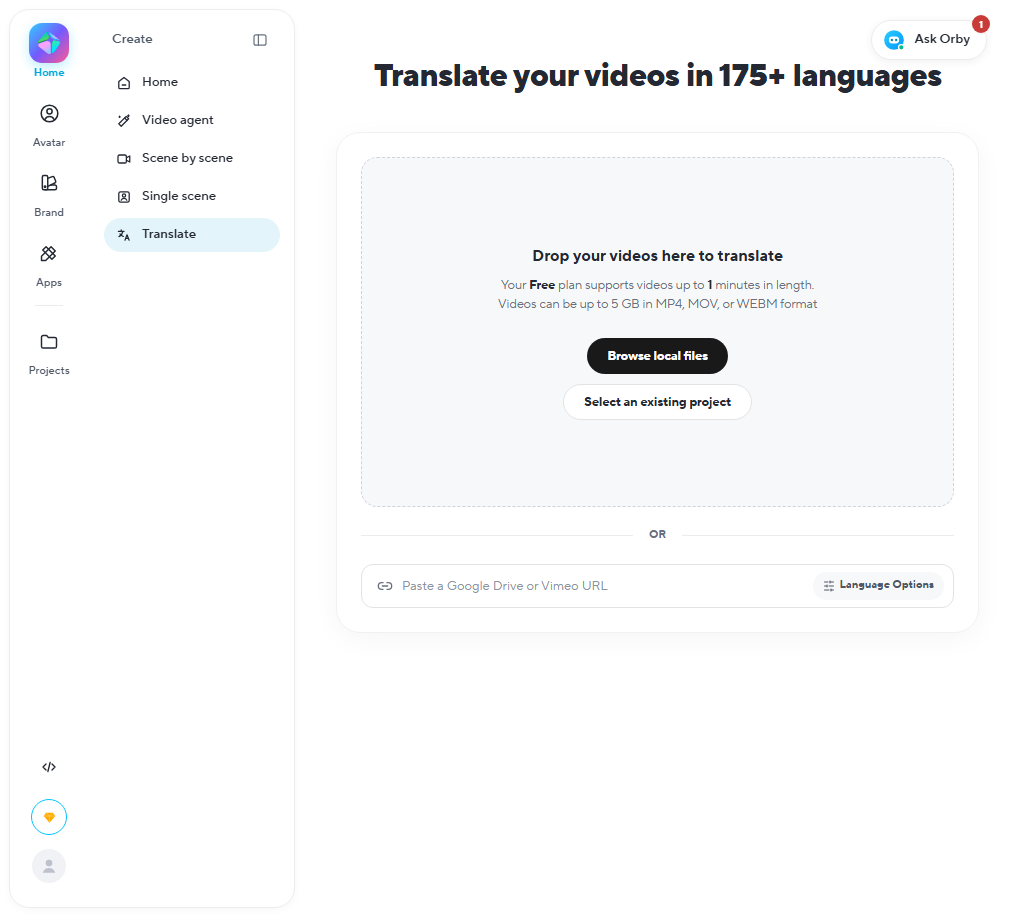 Home
Avatar
Brand
Apps
Projects
Create
Home
Video agent
Scene by scene
Single scene
Translate
Ask Orby
1
Translate your videos in 175+ languages
Drop your videos here to translate
Your Free plan supports videos up to 1 minutes in length.
Videos can be up to 5 GB in MP4, MOV, or WEBM format
Browse local files
Select an existing project
OR
Paste a Google Drive or Vimeo URL
Language Options